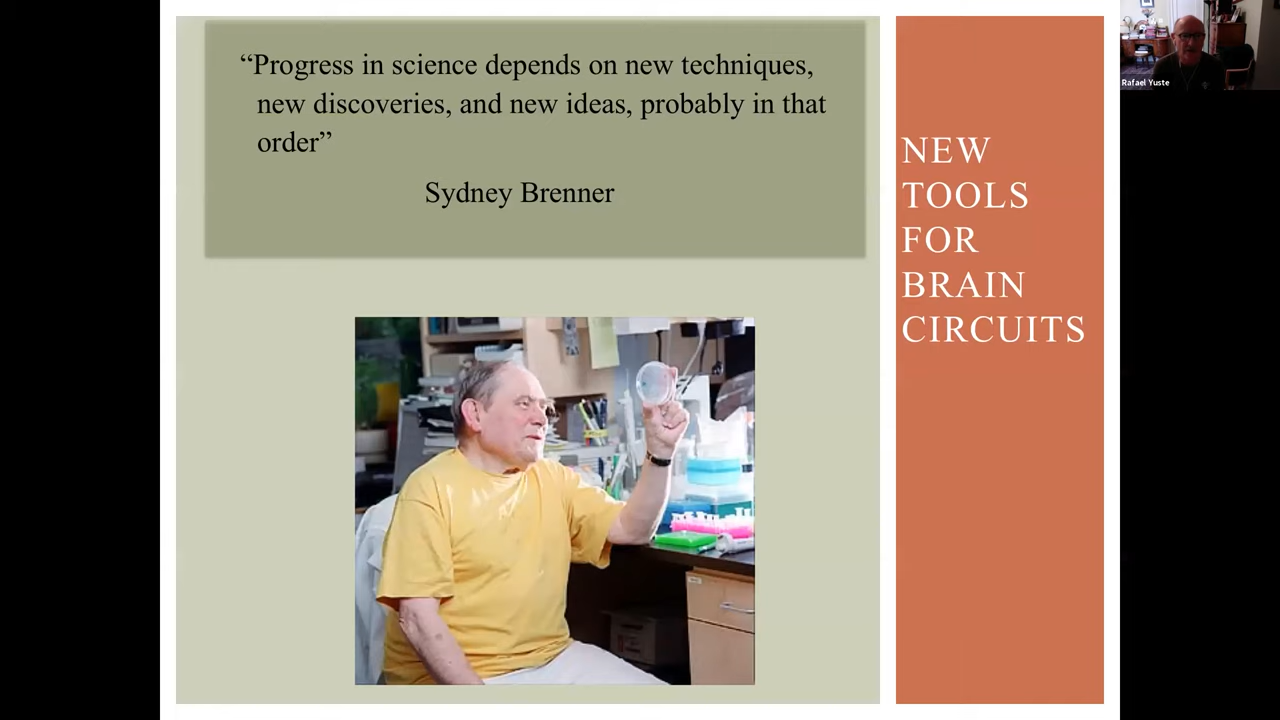 “Progress in science depends on new techniques,
new discoveries, and new ideas, probably in that
order”
Sydney Brenner
NEW
TOOLS
FOR
BRAIN
CIRCUITS
Rafael Yuste